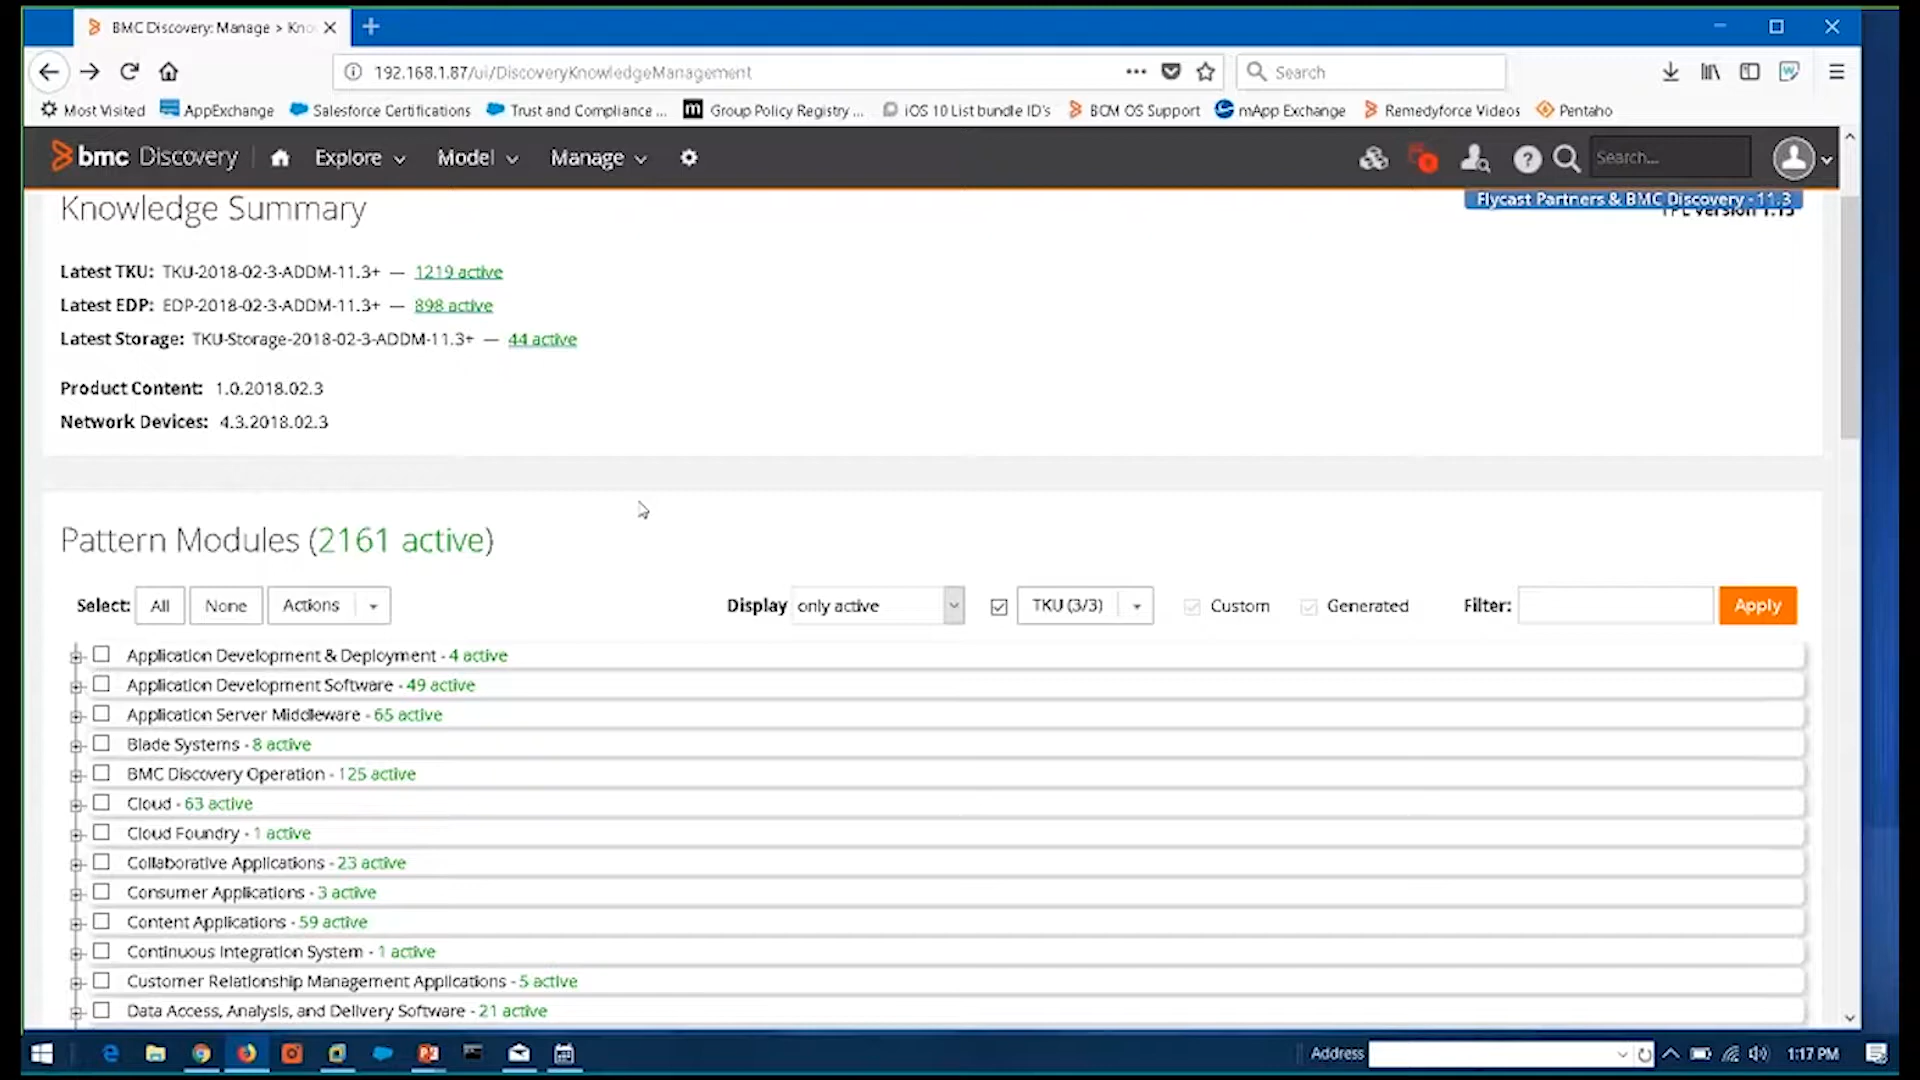 BMC Discovery: Manage > Kno
192.168.1.87/ui/DiscoveryKnowledgeManagement
Search
Most Visited AppExchange Salesforce Certifications Trust and Compliance ... Group Policy Registry ... iOS 10 List bundle ID's BCM OS Support mApp Exchange Remedyforce Videos Pentaho
bmc Discovery Explore Model Manage Search...
Knowledge Summary
Flycast Partners & BMC Discovery - 11.3
TPL Version 1.15
Latest TKU: TKU-2018-02-3-ADDM-11.3+ — 1219 active
Latest EDP: EDP-2018-02-3-ADDM-11.3+ — 898 active
Latest Storage: TKU-Storage-2018-02-3-ADDM-11.3+ — 44 active
Product Content: 1.0.2018.02.3
Network Devices: 4.3.2018.02.3
Pattern Modules (2161 active)
Select: All None Actions Display only active TKU (3/3) Custom Generated Filter: Apply
Application Development & Deployment - 4 active
Application Development Software - 49 active
Application Server Middleware - 65 active
Blade Systems - 8 active
BMC Discovery Operation - 125 active
Cloud - 63 active
Cloud Foundry - 1 active
Collaborative Applications - 23 active
Consumer Applications - 3 active
Content Applications - 59 active
Continuous Integration System - 1 active
Customer Relationship Management Applications - 5 active
Data Access, Analysis, and Delivery Software - 21 active
Address 1:17 PM